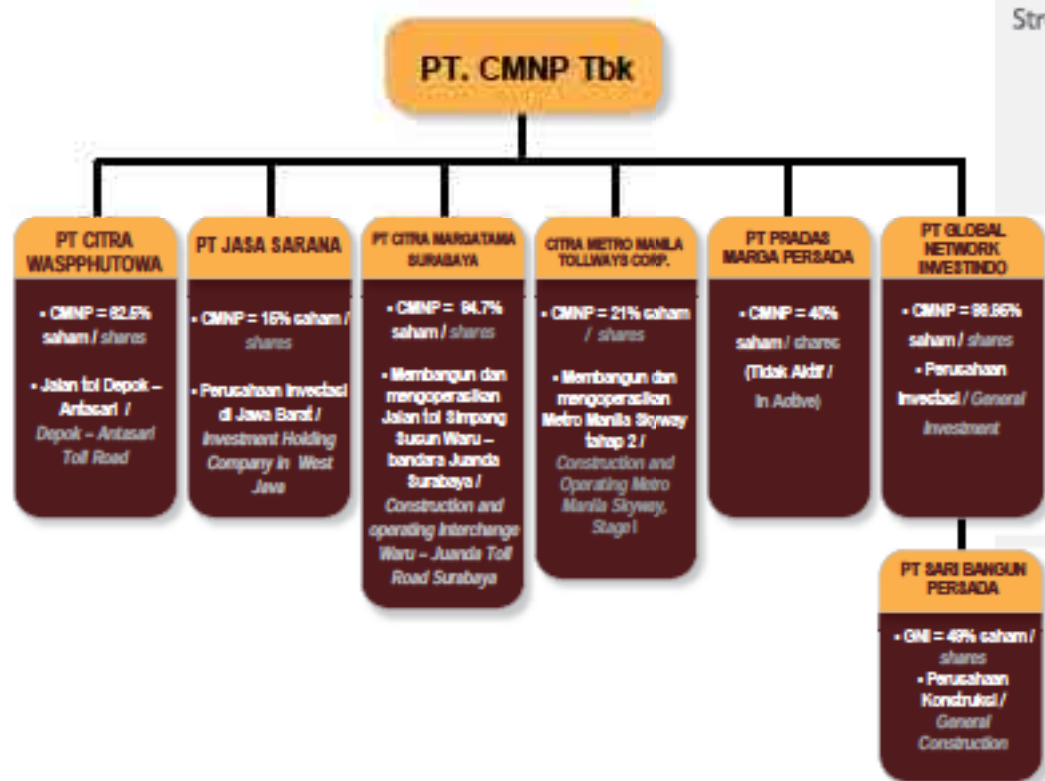 Str
PT. CMNP Tbk
PT CITRA
WASPPHUTOWA
• CMNP = 62.5%
saham / shares
• Jalan tol Depok –
Antasari /
Depok – Antasari
Toll Road
PT JASA SARANA
• CMNP = 15% saham /
shares
• Perusahaan Investasi
di Jawa Barat /
Investment Holding
Company in West
Java
PT CITRA MARGATAMA
SURABAYA
• CMNP = 94.7%
saham / shares
• Membangun dan
mengoperasikan
Jalan tol Simpang
Susun Waru –
bandara Juanda
Surabaya /
Construction and
operating Interchange
Waru – Juanda Toll
Road Surabaya
CITRA METRO MANILA
TOLLWAYS CORP.
• CMNP = 21% saham
/ shares
• Membangun dan
mengoperasikan
Metro Manila Skyway
tahap 2 /
Construction and
Operating Metro
Manila Skyway,
Stage
PT PRADAS
MARGA PERSADA
• CMNP = 40%
saham / shares
(Tidak Aktif /
In Active)
PT GLOBAL
NETWORK
INVESTINDO
• CMNP =
saham / shares
• Perusahaan
Investasi / General
Investment
PT SARI BANGUN
PERSADA
• GNI = 49% saham /
shares
• Perusahaan
Konstruksi /
General
Construction